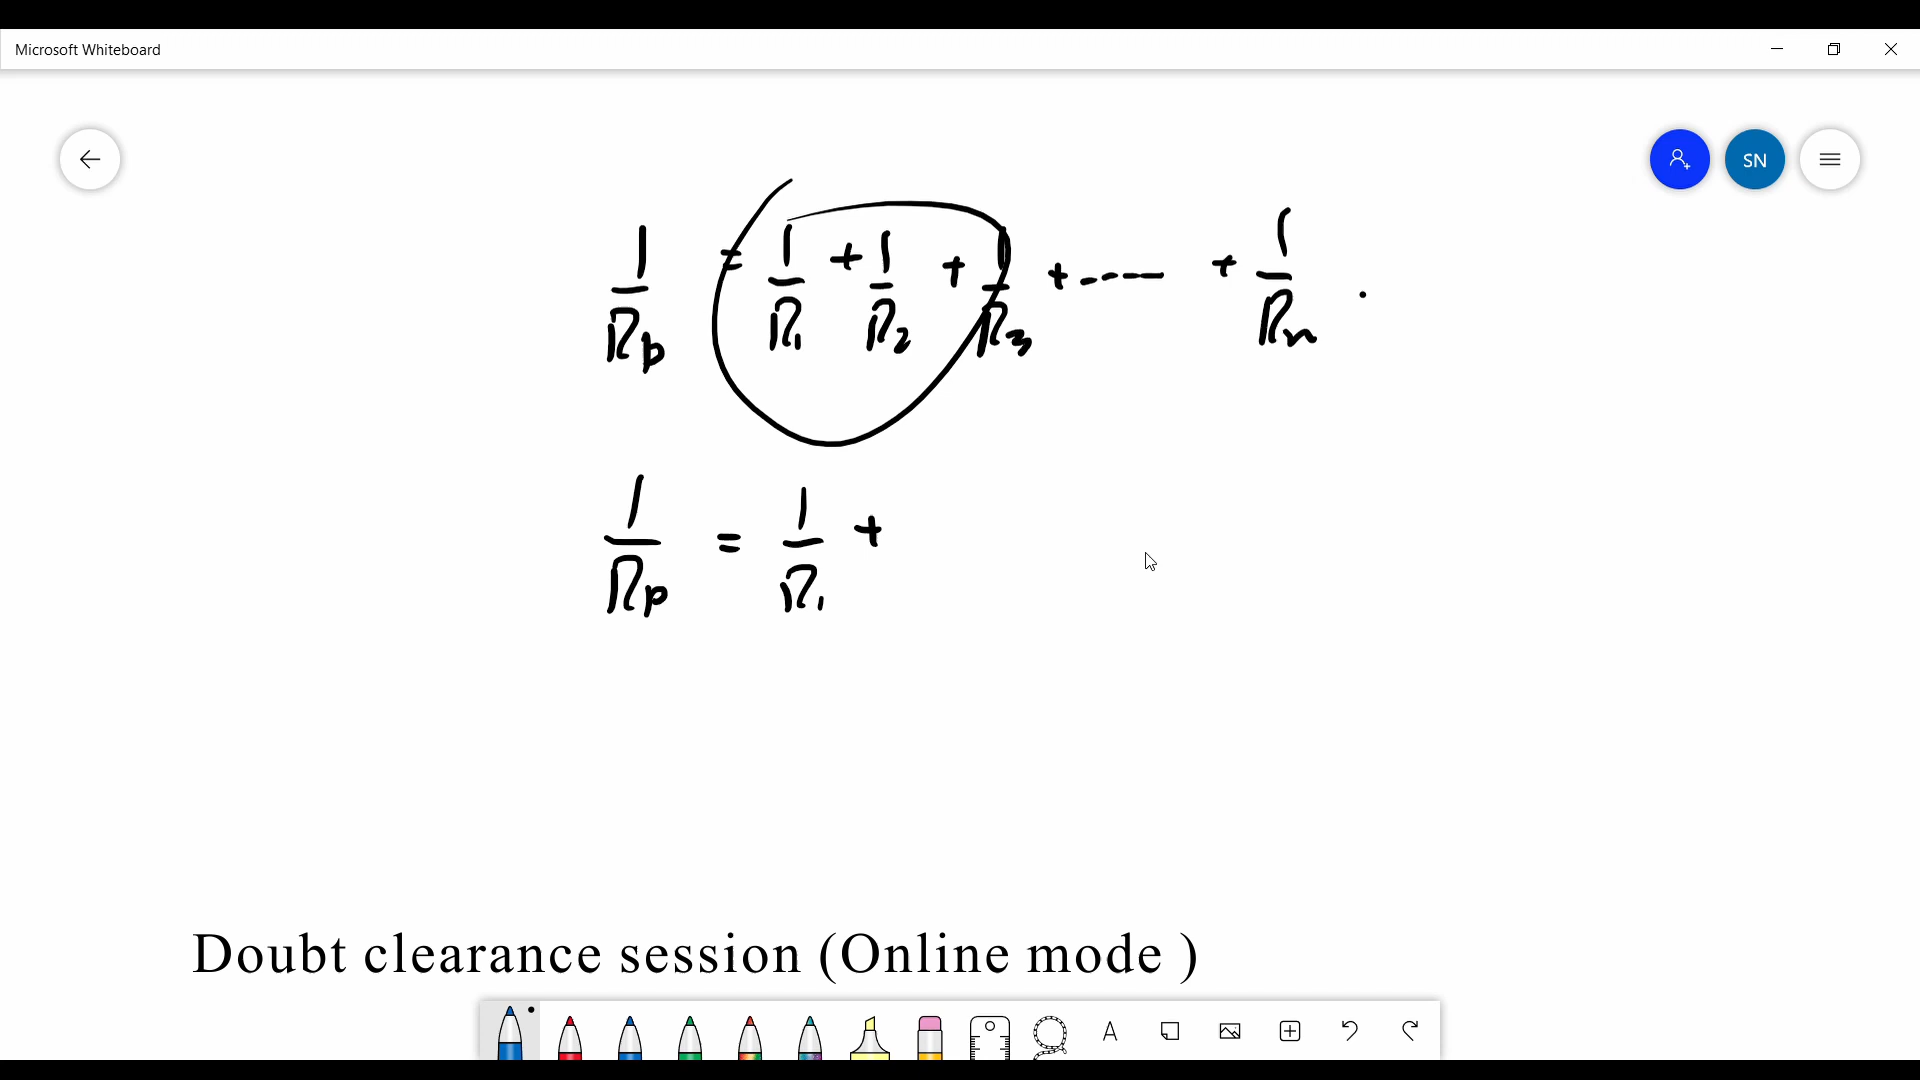 Microsoft Whiteboard
SN
1/Rp = 1/R1 + 1/R2 + 1/R3 + ---- + 1/Rn .
1/Rp = 1/R1 +
Doubt clearance session (Online mode )
A